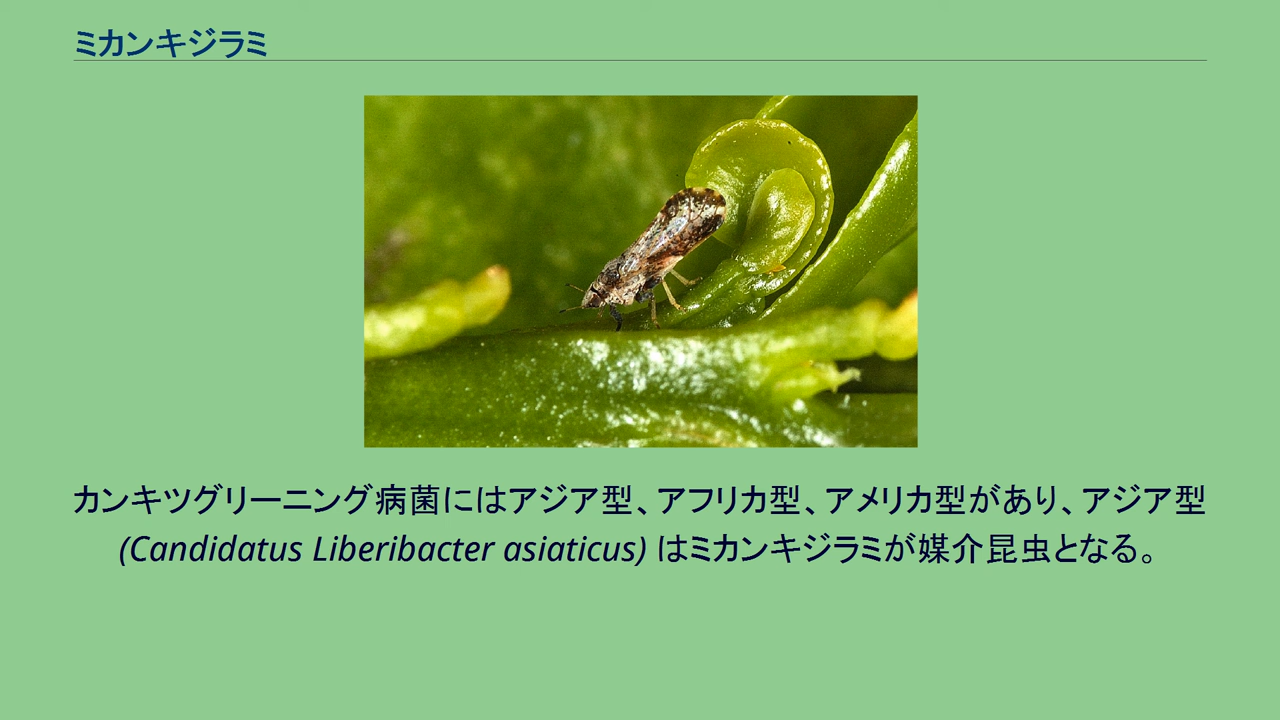 ミカンキジラミ
カンキツグリーニング病菌にはアジア型、アフリカ型、アメリカ型があり、アジア型
(Candidatus Liberibacter asiaticus) はミカンキジラミが媒介昆虫となる。